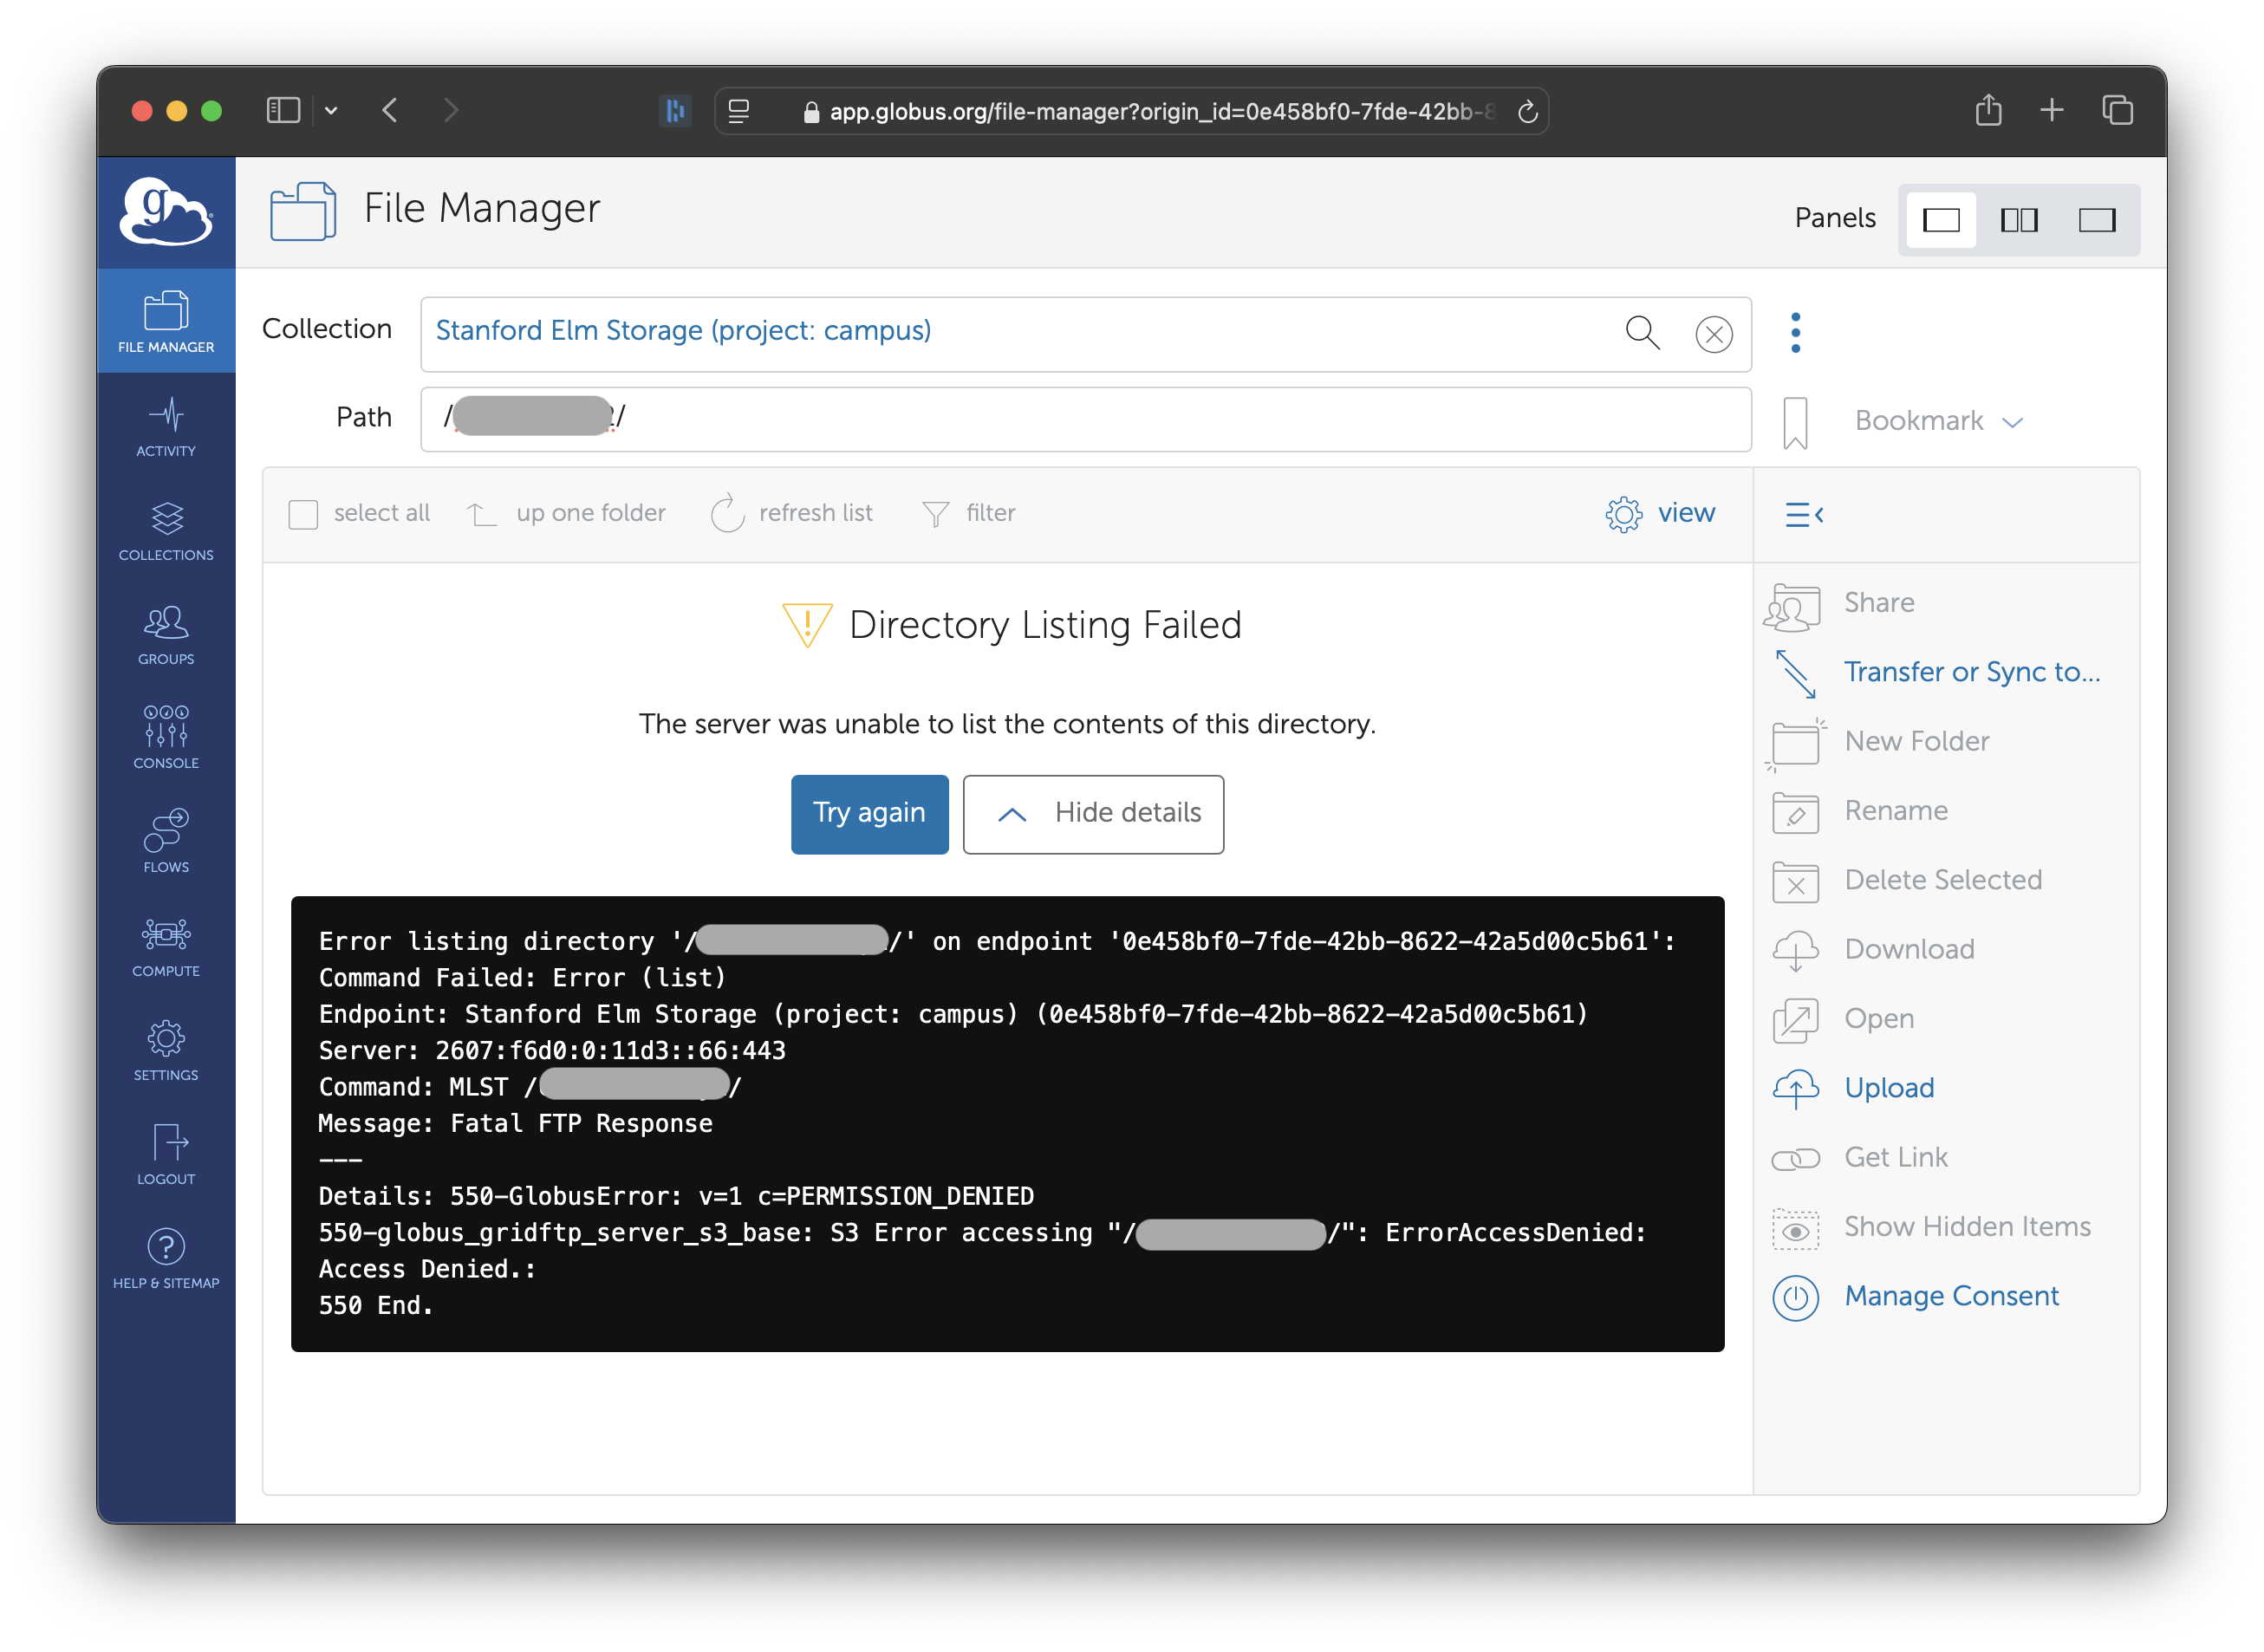 app.globus.org/file-manager?origin_id=0e458bf0-7fde-42bb-8
g
File Manager
Panels
FILE MANAGER
ACTIVITY
COLLECTIONS
GROUPS
CONSOLE
FLOWS
COMPUTE
SETTINGS
LOGOUT
HELP & SITEMAP
Collection
Stanford Elm Storage (project: campus)
Path
/ /
Bookmark
select all
up one folder
refresh list
filter
view
Directory Listing Failed
The server was unable to list the contents of this directory.
Try again
Hide details
Error listing directory '/ /' on endpoint '0e458bf0-7fde-42bb-8622-42a5d00c5b61':
Command Failed: Error (list)
Endpoint: Stanford Elm Storage (project: campus) (0e458bf0-7fde-42bb-8622-42a5d00c5b61)
Server: 2607:f6d0:0:11d3::66:443
Command: MLST / /
Message: Fatal FTP Response
---
Details: 550-GlobusError: v=1 c=PERMISSION_DENIED
550-globus_gridftp_server_s3_base: S3 Error accessing "/ /": ErrorAccessDenied:
Access Denied.:
550 End.
Share
Transfer or Sync to...
New Folder
Rename
Delete Selected
Download
Open
Upload
Get Link
Show Hidden Items
Manage Consent